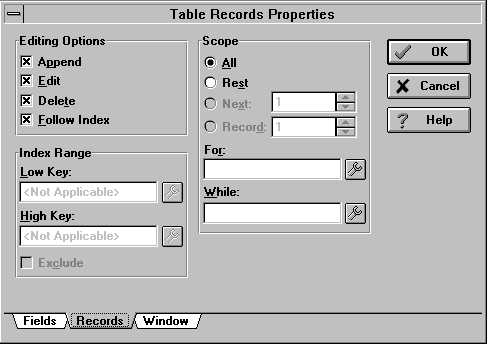 Table Records Properties
Editing Options
Append
Edit
Delete
Follow Index
Index Range
Low Key:
<Not Applicable>
High Key:
<Not Applicable>
Exclude
Scope
All
Rest
Next: 1
Record: 1
For:
While:
OK
Cancel
? Help
Fields Records Window